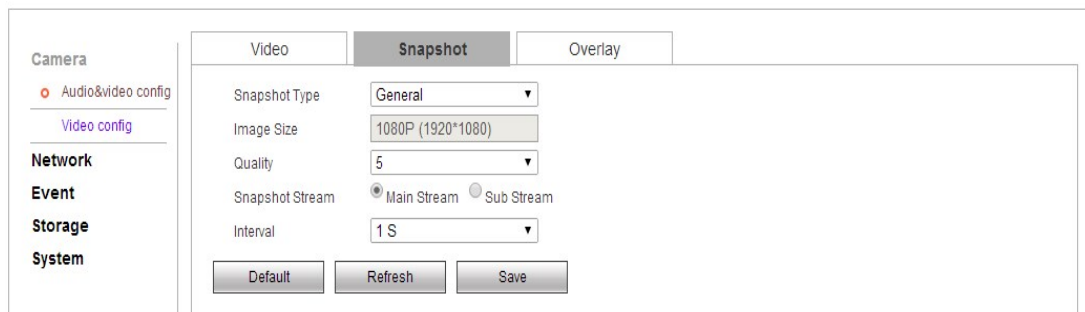 Camera
Audio&video config
Video config
Network
Event
Storage
System
Video Snapshot Overlay
Snapshot Type General
Image Size 1080P (1920*1080)
Quality 5
Snapshot Stream Main Stream Sub Stream
Interval 1 S
Default Refresh Save